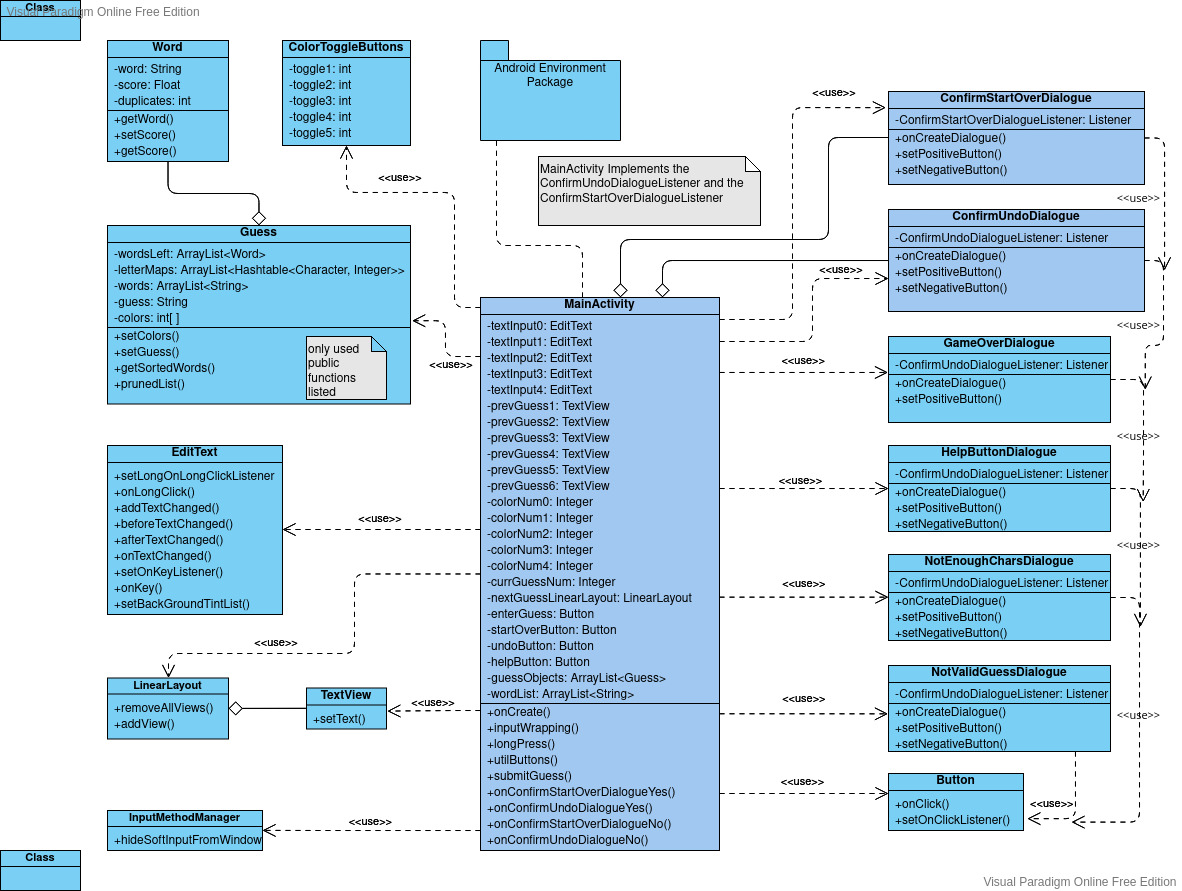 Class
Visual Paradigm Online Free Edition
Word
-word: String
-score: Float
-duplicates: int
+getWord()
+setScore()
+getScore()
ColorToggleButtons
-toggle1: int
-toggle2: int
-toggle3: int
-toggle4: int
-toggle5: int
<<use>>
Android Environment
Package
MainActivity Implements the
ConfirmUndoDialogueListener and the
ConfirmStartOverDialogueListener
<<use>>
ConfirmStartOverDialogue
-ConfirmStartOverDialogueListener: Listener
+onCreateDialogue()
+setPositiveButton()
+setNegativeButton()
<<use>>
ConfirmUndoDialogue
-ConfirmUndoDialogueListener: Listener
+onCreateDialogue()
+setPositiveButton()
+setNegativeButton()
<<use>>
<<use>>
Guess
-wordsLeft: ArrayList<Word>
-letterMaps: ArrayList<Hashtable<Character, Integer>>
-words: ArrayList<String>
-guess: String
-colors: int[ ]
+setColors()
+setGuess()
+getSortedWords()
+prunedList()
only used
public
functions
listed
<<use>>
MainActivity
-textInput0: EditText
-textInput1: EditText
-textInput2: EditText
-textInput3: EditText
-textInput4: EditText
-prevGuess1: TextView
-prevGuess2: TextView
-prevGuess3: TextView
-prevGuess4: TextView
-prevGuess5: TextView
-prevGuess6: TextView
-colorNum0: Integer
-colorNum1: Integer
-colorNum2: Integer
-colorNum3: Integer
-colorNum4: Integer
-currGuessNum: Integer
-nextGuessLinearLayout: LinearLayout
-enterGuess: Button
-startOverButton: Button
-undoButton: Button
-helpButton: Button
-guessObjects: ArrayList<Guess>
-wordList: ArrayList<String>
+onCreate()
+inputWrapping()
+longPress()
+utilButtons()
+submitGuess()
+onConfirmStartOverDialogueYes()
+onConfirmUndoDialogueYes()
+onConfirmStartOverDialogueNo()
+onConfirmUndoDialogueNo()
<<use>>
GameOverDialogue
-ConfirmUndoDialogueListener: Listener
+onCreateDialogue()
+setPositiveButton()
<<use>>
<<use>>
HelpButtonDialogue
-ConfirmUndoDialogueListener: Listener
+onCreateDialogue()
+setPositiveButton()
+setNegativeButton()
<<use>>
<<use>>
NotEnoughCharsDialogue
-ConfirmUndoDialogueListener: Listener
+onCreateDialogue()
+setPositiveButton()
+setNegativeButton()
<<use>>
NotValidGuessDialogue
-ConfirmUndoDialogueListener: Listener
+onCreateDialogue()
+setPositiveButton()
+setNegativeButton()
<<use>>
<<use>>
Button
+onClick()
+setOnClickListener()
<<use>>
EditText
+setLongOnLongClickListener
+onLongClick()
+addTextChanged()
+beforeTextChanged()
+afterTextChanged()
+onTextChanged()
+setOnKeyListener()
+onKey()
+setBackGroundTintList()
<<use>>
<<use>>
LinearLayout
+removeAllViews()
+addView()
TextView
+setText()
<<use>>
InputMethodManager
+hideSoftInputFromWindow
<<use>>
Class
Visual Paradigm Online Free Edition